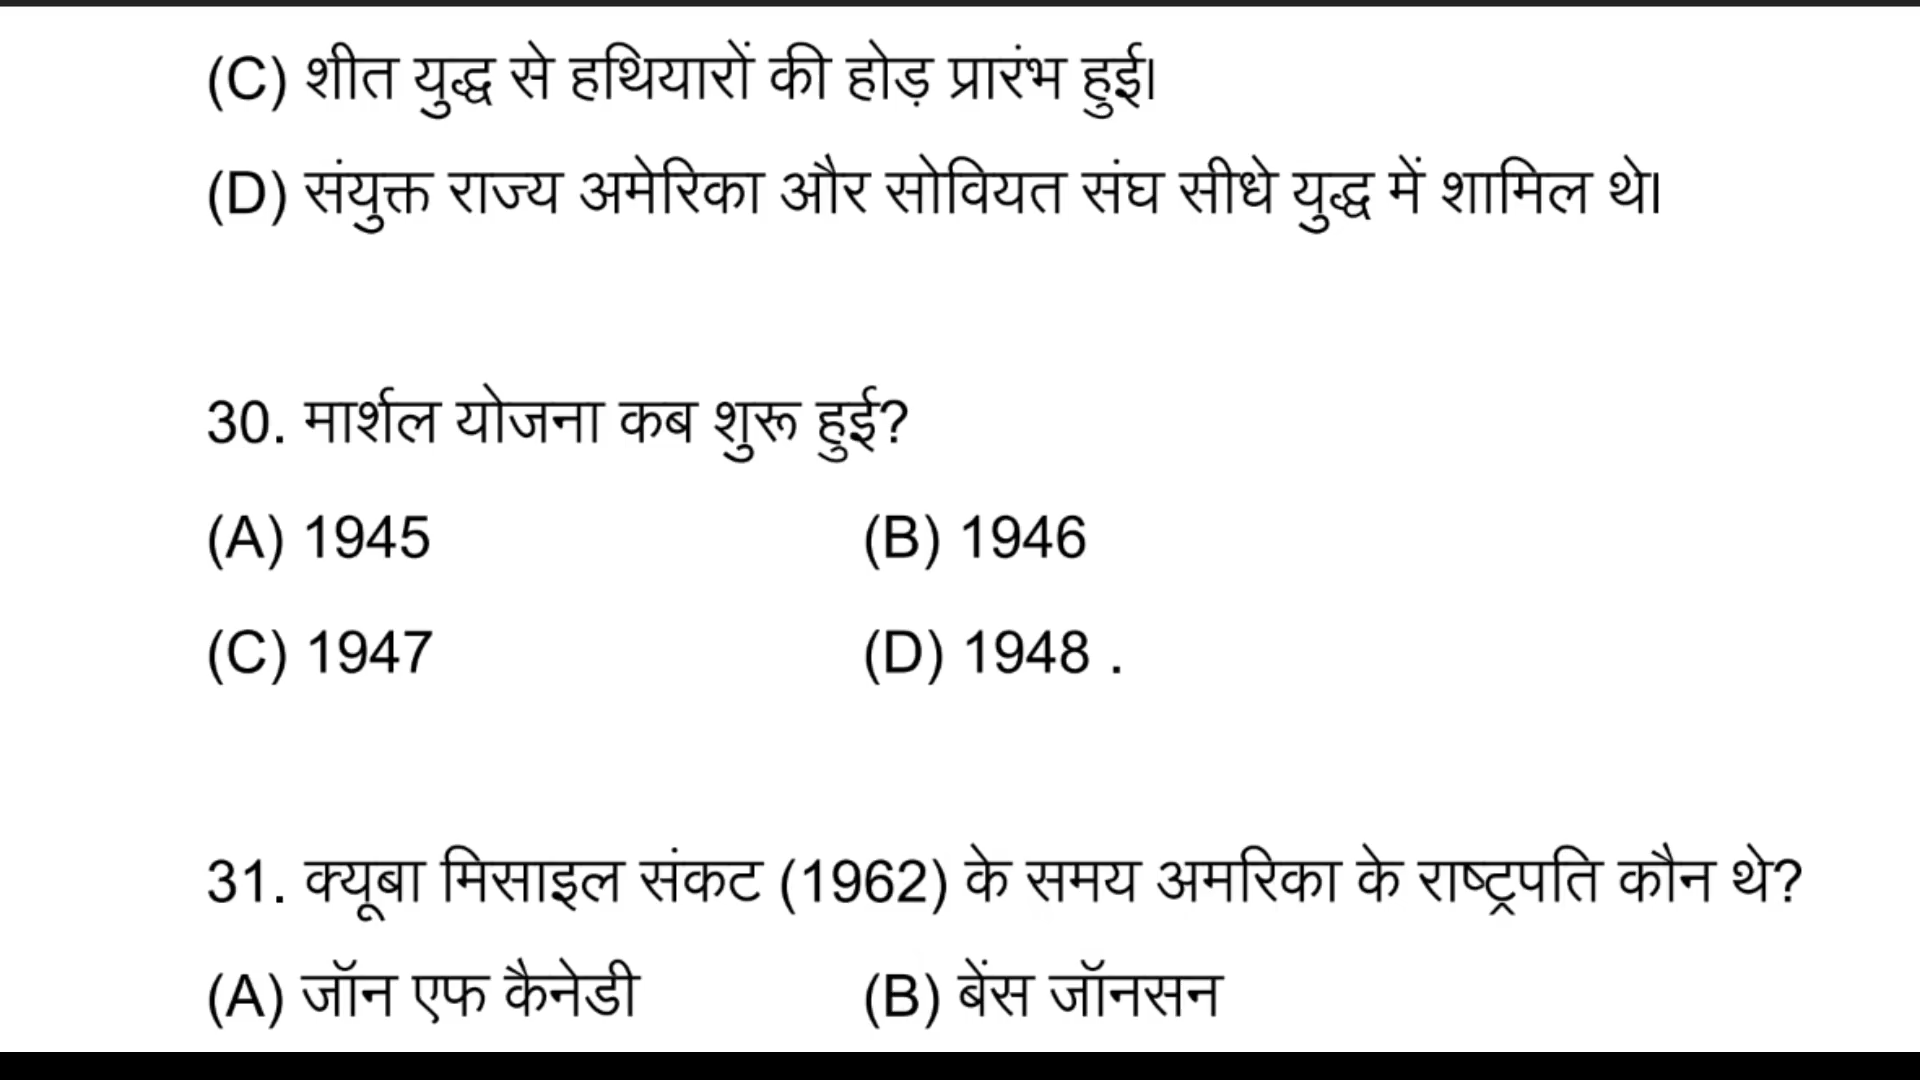 (C) शीत युद्ध से हथियारों की होड़ प्रारंभ हुई।
(D) संयुक्त राज्य अमेरिका और सोवियत संघ सीधे युद्ध में शामिल थे।
30. मार्शल योजना कब शुरू हुई?
(A) 1945 (B) 1946
(C) 1947 (D) 1948 .
31. क्यूबा मिसाइल संकट (1962) के समय अमरिका के राष्ट्रपति कौन थे?
(A) जॉन एफ कैनेडी (B) बेंस जॉनसन